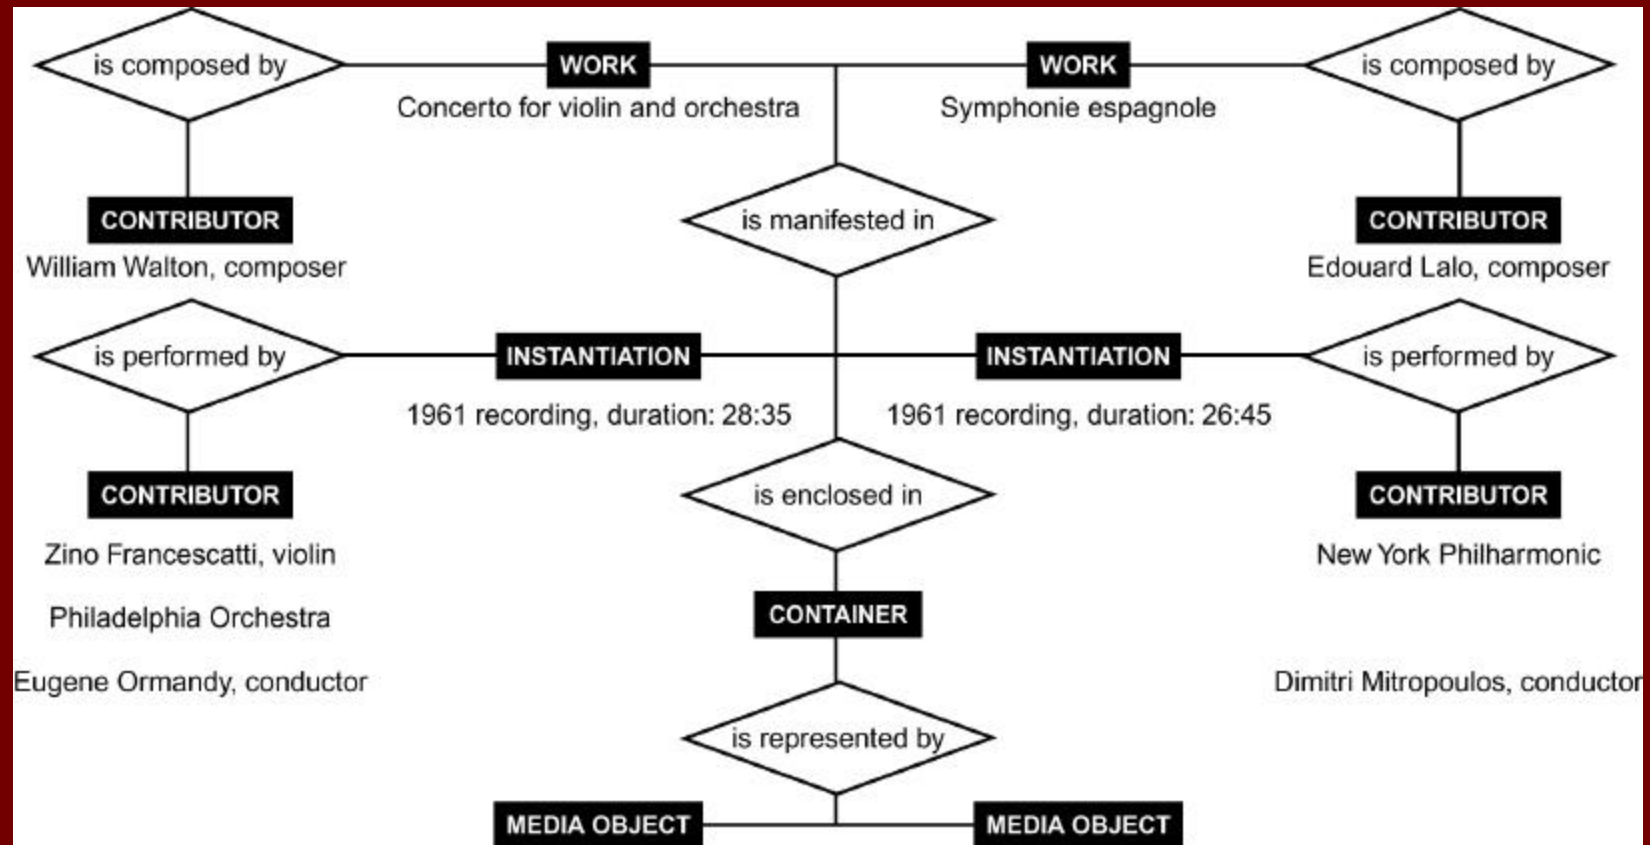 is composed by
WORK
WORK
is composed by
Concerto for violin and orchestra
Symphonie espagnole
CONTRIBUTOR
is manifested in
CONTRIBUTOR
William Walton, composer
Edouard Lalo, composer
is performed by
INSTANTIATION
INSTANTIATION
is performed by
1961 recording, duration: 28:35
1961 recording, duration: 26:45
CONTRIBUTOR
is enclosed in
CONTRIBUTOR
Zino Francescatti, violin
New York Philharmonic
Philadelphia Orchestra
CONTAINER
Eugene Ormandy, conductor
Dimitri Mitropoulos, conductor
is represented by
MEDIA OBJECT
MEDIA OBJECT